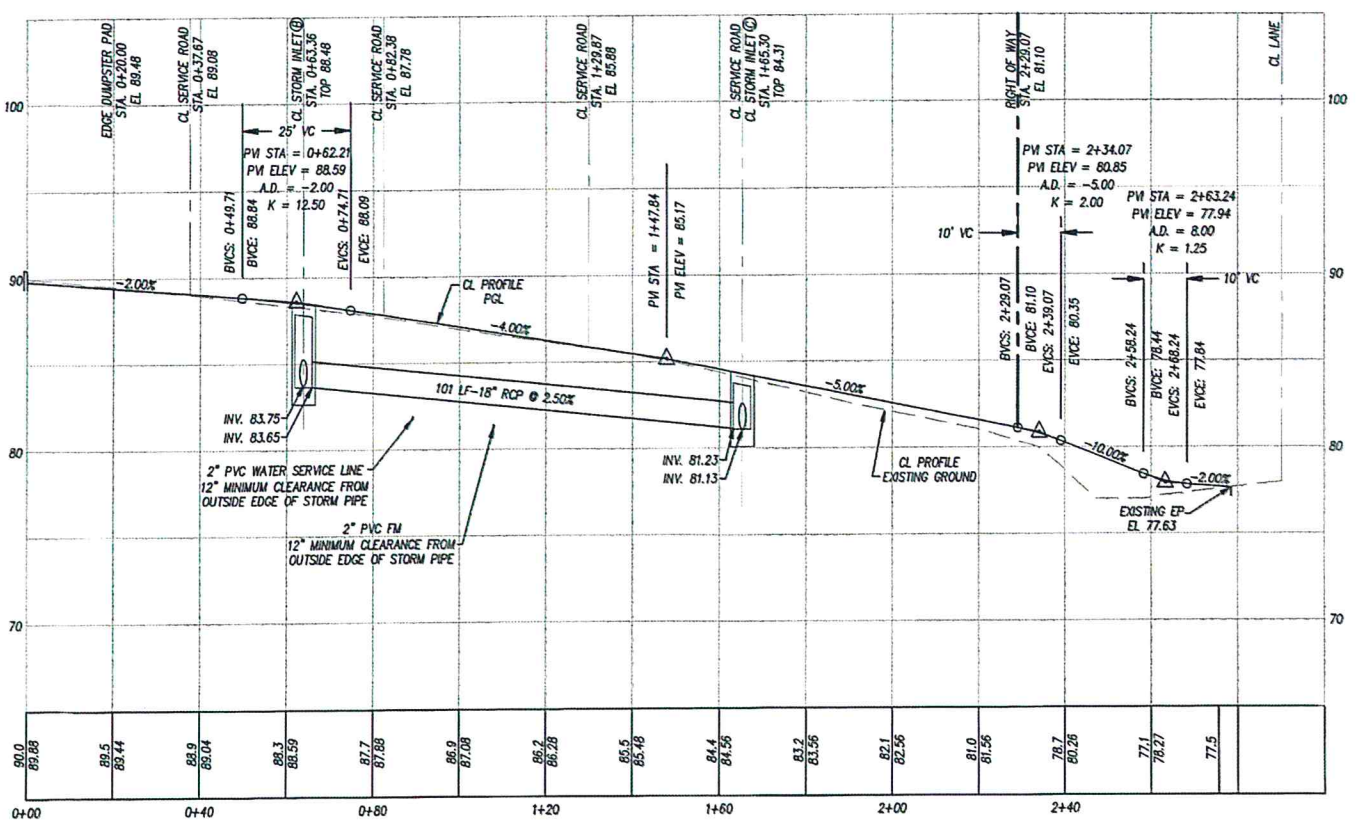 EDGE DUMPSTER PAD
STA. 0+20.00
EL 89.48
CL SERVICE ROAD
STA. 0+37.67
EL 89.08
CL STORM INLET Ⓑ
STA. 0+63.36
TOP 88.48
CL SERVICE ROAD
STA. 0+82.38
EL 87.78
CL SERVICE ROAD
STA. 1+29.87
EL 85.88
CL SERVICE ROAD
CL STORM INLET Ⓒ
STA. 1+65.30
TOP 84.31
RIGHT OF WAY
STA. 2+29.07
EL 81.10
CL LANE
100
100
25' VC
PVI STA = 0+62.21
PVI ELEV = 88.59
A.D. = -2.00
K = 12.50
BVCS: 0+49.71
BVCE: 88.84
EVCS: 0+74.71
EVCE: 88.09
PVI STA = 1+47.84
PVI ELEV = 85.17
PVI STA = 2+34.07
PVI ELEV = 80.85
A.D. = -5.00
K = 2.00
10' VC
PVI STA = 2+63.24
PVI ELEV = 77.94
A.D. = 8.00
K = 1.25
10' VC
BVCS: 2+29.07
BVCE: 81.10
EVCS: 2+39.07
EVCE: 80.35
BVCS: 2+58.24
BVCE: 78.44
EVCS: 2+68.24
EVCE: 77.84
90
90
-2.00%
CL PROFILE
PGL
-4.00%
-5.00%
-10.00%
-2.00%
101 LF-18" RCP @ 2.50%
INV. 83.75
INV. 83.65
INV. 81.23
INV. 81.13
CL PROFILE
EXISTING GROUND
EXISTING EP
EL 77.63
80
80
2" PVC WATER SERVICE LINE
12" MINIMUM CLEARANCE FROM
OUTSIDE EDGE OF STORM PIPE
2" PVC FM
12" MINIMUM CLEARANCE FROM
OUTSIDE EDGE OF STORM PIPE
70
70
90.0
89.88
89.5
89.44
88.9
89.04
88.3
88.59
87.7
87.88
86.9
87.08
86.2
86.28
85.5
85.48
84.4
84.56
83.2
83.56
82.1
82.56
81.0
81.56
78.7
80.26
77.1
78.27
77.5
0+00
0+40
0+80
1+20
1+60
2+00
2+40